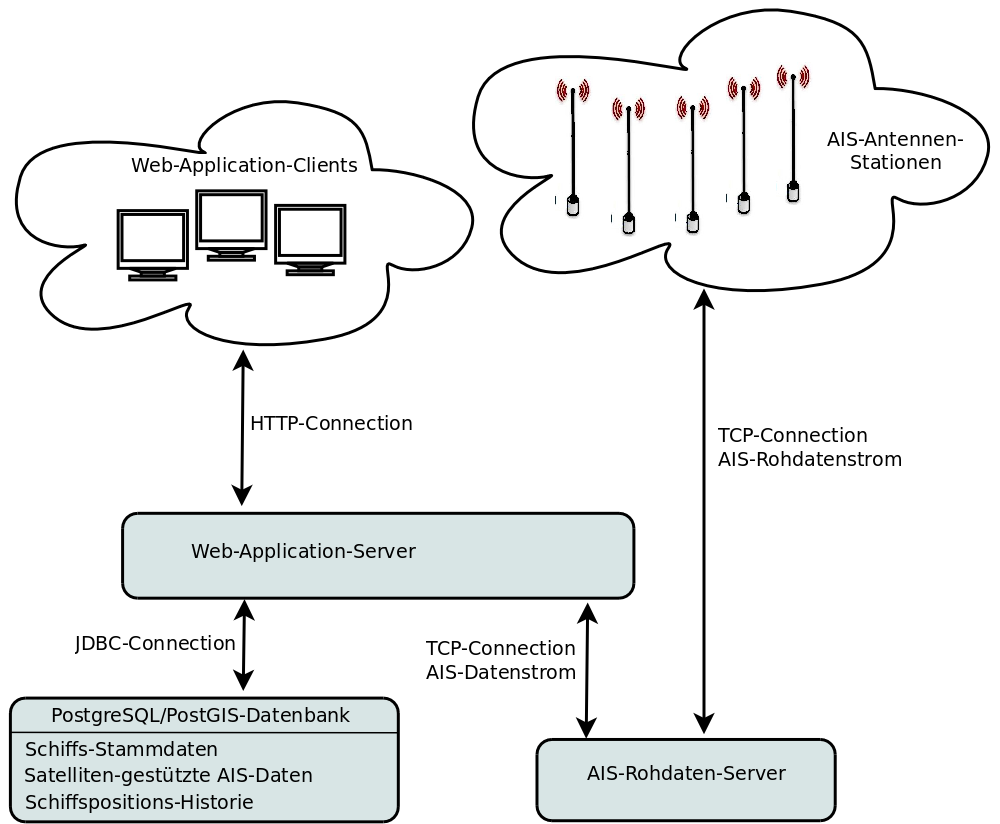 Web-Application-Clients
AIS-Antennen-
Stationen
HTTP-Connection
TCP-Connection
AIS-Rohdatenstrom
Web-Application-Server
JDBC-Connection
TCP-Connection
AIS-Datenstrom
PostgreSQL/PostGIS-Datenbank
Schiffs-Stammdaten
Satelliten-gestützte AIS-Daten
Schiffspositions-Historie
AIS-Rohdaten-Server